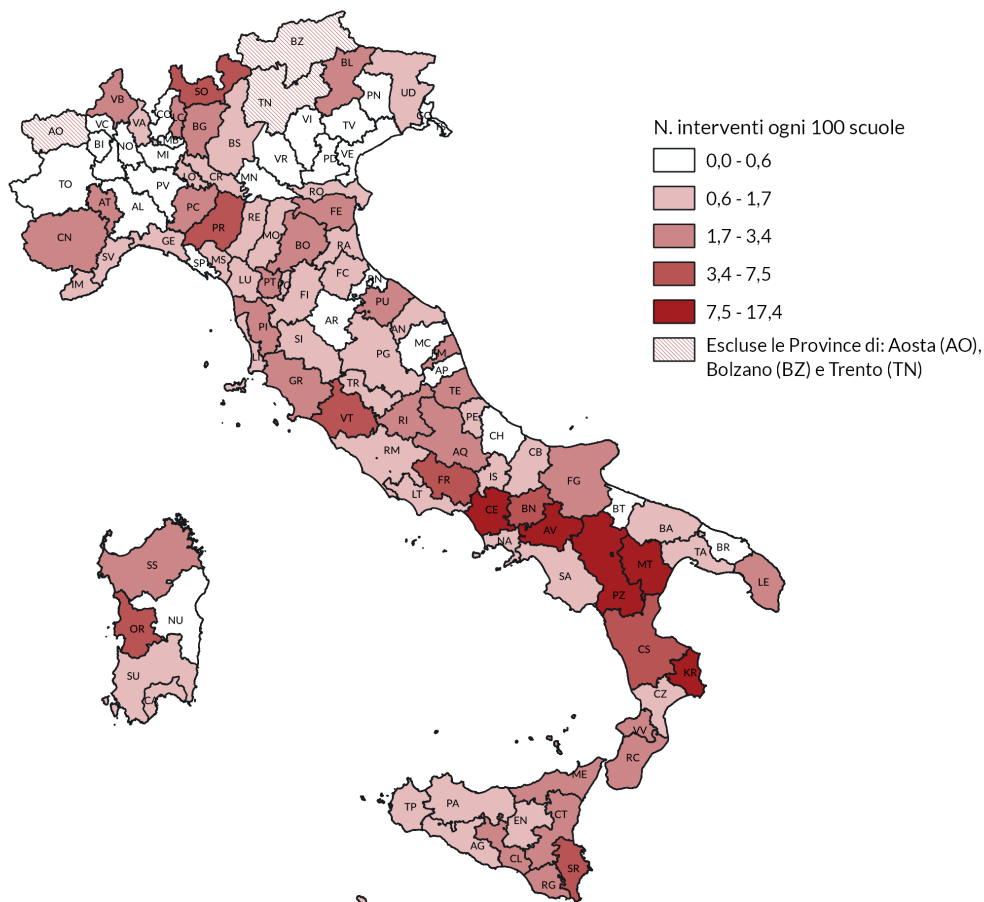 N. interventi ogni 100 scuole
0,0 - 0,6
0,6 - 1,7
1,7 - 3,4
3,4 - 7,5
7,5 - 17,4
Escluse le Province di: Aosta (AO),
Bolzano (BZ) e Trento (TN)
BZ
BL
SO
PN
UD
VB
TN
CO
VI
TV
VC
VA
BG
AO
BS
BI
NO
MB
MI
VR
PD
VE
LO
CR
MN
TO
PV
RO
AT
AL
PC
FE
RE
PR
CN
MO
GE
BO
RA
SV
SP
MS
FC
IM
LU
PT
PO
RN
FI
PU
AR
PI
AN
SI
MC
PG
LI
FM
AP
GR
TR
TE
VT
RI
PE
CH
RM
AQ
CB
FR
IS
FG
LT
CE
BN
BT
AV
BA
NA
TA
BR
SS
MT
SA
LE
PZ
NU
OR
CS
SU
KR
CZ
CA
VV
RC
ME
TP
PA
EN
CT
AG
CL
SR
RG